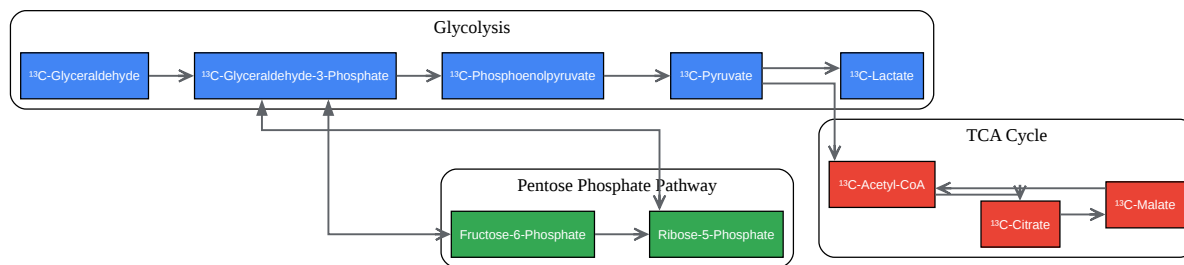 Glycolysis
¹³C-Glyceraldehyde
¹³C-Glyceraldehyde-3-Phosphate
¹³C-Phosphoenolpyruvate
¹³C-Pyruvate
¹³C-Lactate
TCA Cycle
¹³C-Acetyl-CoA
¹³C-Malate
¹³C-Citrate
Pentose Phosphate Pathway
Fructose-6-Phosphate
Ribose-5-Phosphate